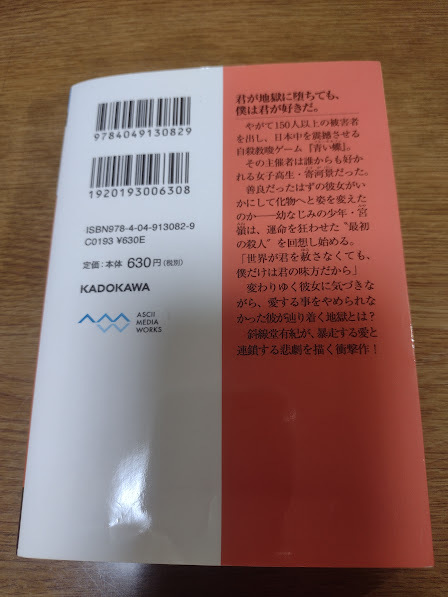 9784049130829
1920193006308
ISBN978-4-04-913082-9
C0193 ¥630E
定価:本体 630円(税別)
KADOKAWA
ASCII
MEDIA
WORKS
君が地獄に堕ちても、
僕は君が好きだ。
やがて150人以上の被害者
を出し、日本中を震撼させる
自殺教唆ゲーム『青い蝶』。
その主催者は誰からも好か
れる女子高生・寄河景だった。
善良だったはずの彼女がい
かにして化物へと姿を変えた
のか――幼なじみの少年・宮
嶺は、運命を狂わせた“最初
の殺人”を回想し始める。
「世界が君を赦さなくても、
僕だけは君の味方だから」
変わりゆく彼女に気づきな
がら、愛する事をやめられな
かった彼が辿り着く地獄とは?
斜線堂有紀が、暴走する愛と
連鎖する悲劇を描く衝撃作!